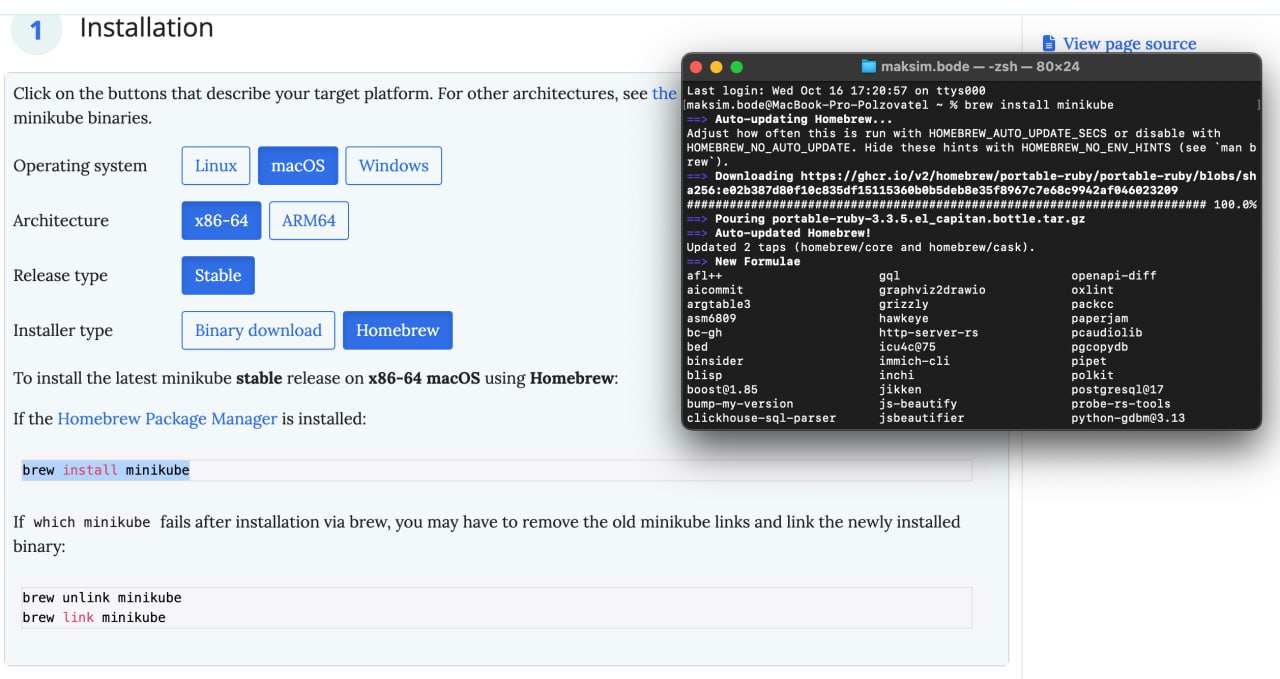 1 Installation
View page source
Click on the buttons that describe your target platform. For other architectures, see the
minikube binaries.
Operating system Linux macOS Windows
Architecture x86-64 ARM64
Release type Stable
Installer type Binary download Homebrew
To install the latest minikube stable release on x86-64 macOS using Homebrew:
If the Homebrew Package Manager is installed:
brew install minikube
If which minikube fails after installation via brew, you may have to remove the old minikube links and link the newly installed
binary:
brew unlink minikube
brew link minikube
maksim.bode — -zsh — 80×24
Last login: Wed Oct 16 17:20:57 on ttys000
[maksim.bode@MacBook-Pro-Polzovatel ~ % brew install minikube ]
==> Auto-updating Homebrew...
Adjust how often this is run with HOMEBREW_AUTO_UPDATE_SECS or disable with
HOMEBREW_NO_AUTO_UPDATE. Hide these hints with HOMEBREW_NO_ENV_HINTS (see `man b
rew`).
==> Downloading https://ghcr.io/v2/homebrew/portable-ruby/portable-ruby/blobs/sh
a256:e02b387d80f10c835df15115360b0b5deb8e35f8967c7e68c9942af046023209
######################################################################### 100.0%
==> Pouring portable-ruby-3.3.5.el_capitan.bottle.tar.gz
==> Auto-updated Homebrew!
Updated 2 taps (homebrew/core and homebrew/cask).
==> New Formulae
afl++ gql openapi-diff
aicommit graphviz2drawio oxlint
argtable3 grizzly packcc
asm6809 hawkeye paperjam
bc-gh http-server-rs pcaudiolib
bed icu4c@75 pgcopydb
binsider immich-cli pipet
blisp inchi polkit
boost@1.85 jikken postgresql@17
bump-my-version js-beautify probe-rs-tools
clickhouse-sql-parser jsbeautifier python-gdbm@3.13